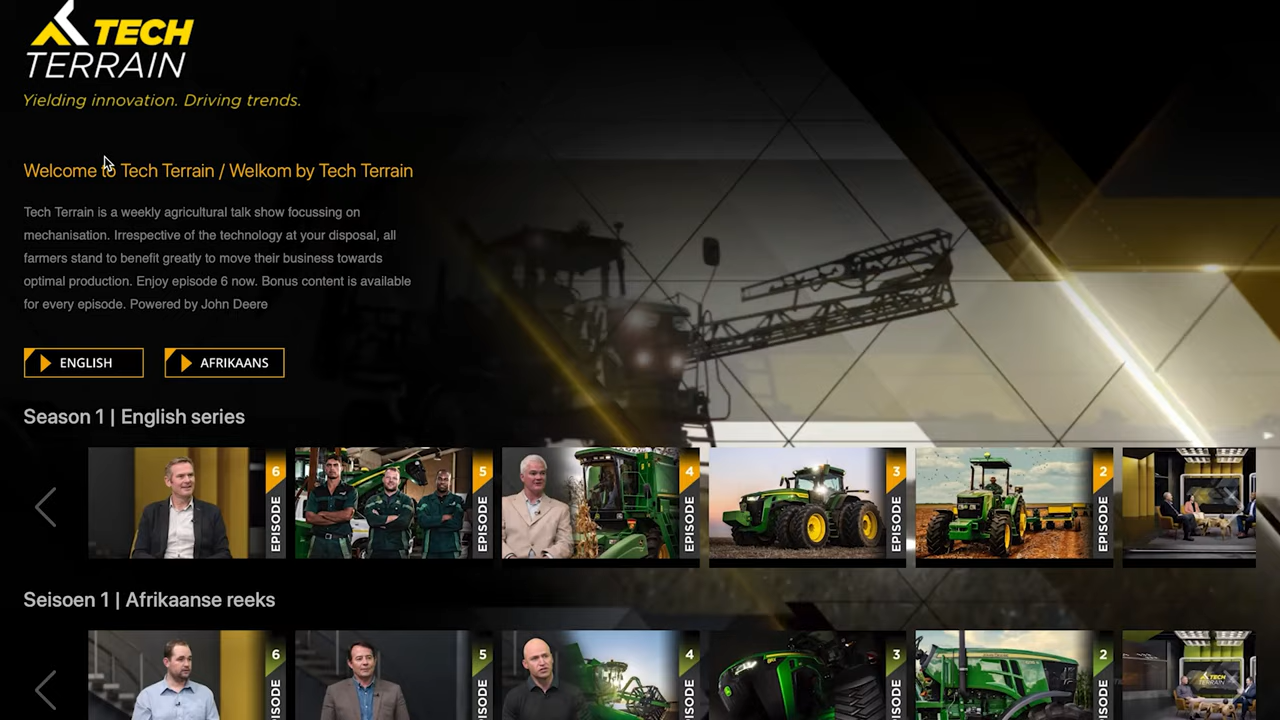 TECH
TERRAIN
Yielding innovation. Driving trends.
Welcome to Tech Terrain / Welkom by Tech Terrain
Tech Terrain is a weekly agricultural talk show focussing on
mechanisation. Irrespective of the technology at your disposal, all
farmers stand to benefit greatly to move their business towards
optimal production. Enjoy episode 6 now. Bonus content is available
for every episode. Powered by John Deere
ENGLISH
AFRIKAANS
Season 1 | English series
6 EPISODE
5 EPISODE
4 EPISODE
3 EPISODE
2 EPISODE
Seisoen 1 | Afrikaanse reeks
6 EPISODE
5 EPISODE
4 EPISODE
3 EPISODE
2 EPISODE
TECH
TERRAIN